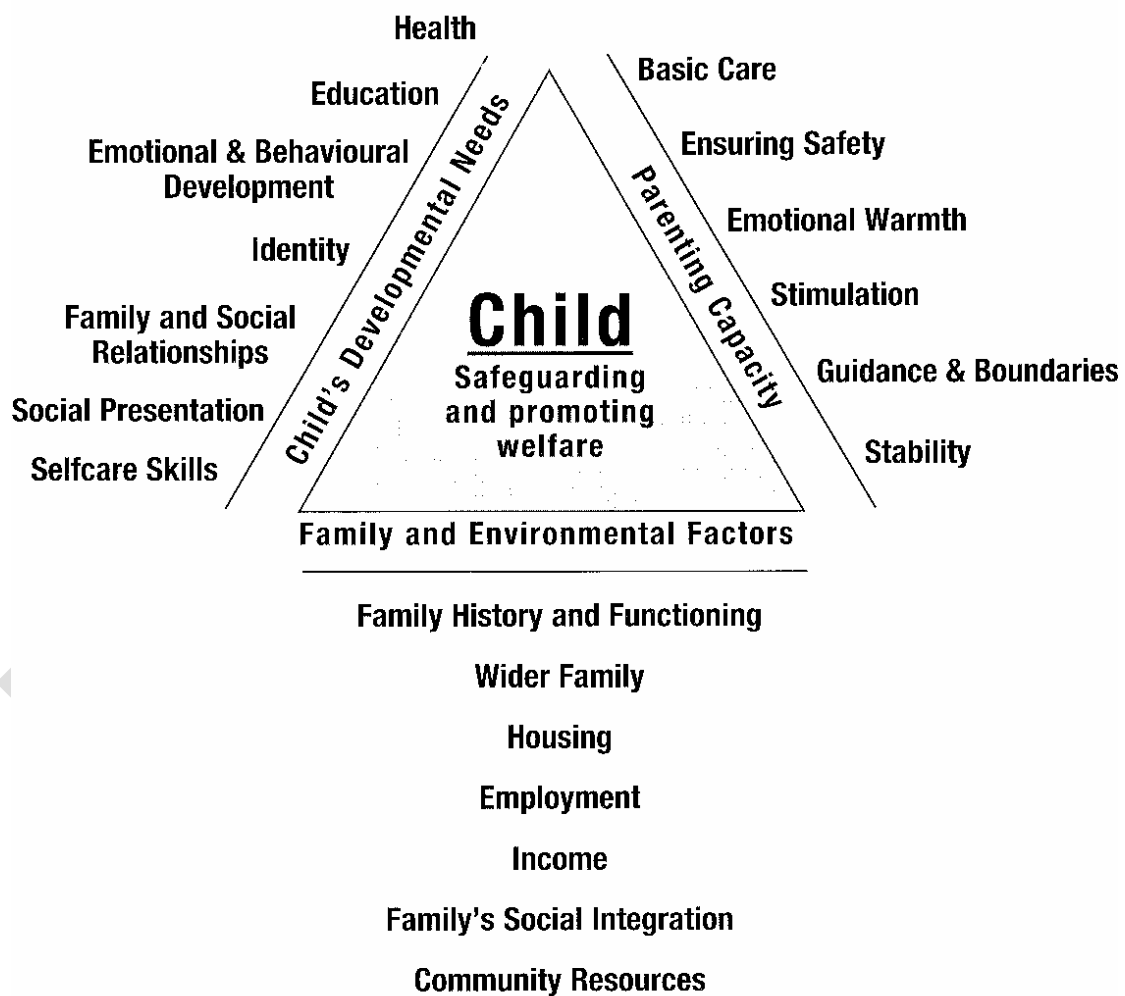 Health
Education
Emotional & Behavioural
Development
Identity
Family and Social
Relationships
Social Presentation
Selfcare Skills
Child's Developmental Needs
Basic Care
Ensuring Safety
Emotional Warmth
Stimulation
Guidance & Boundaries
Stability
Parenting Capacity
Child
Safeguarding
and promoting
welfare
Family and Environmental Factors
Family History and Functioning
Wider Family
Housing
Employment
Income
Family's Social Integration
Community Resources